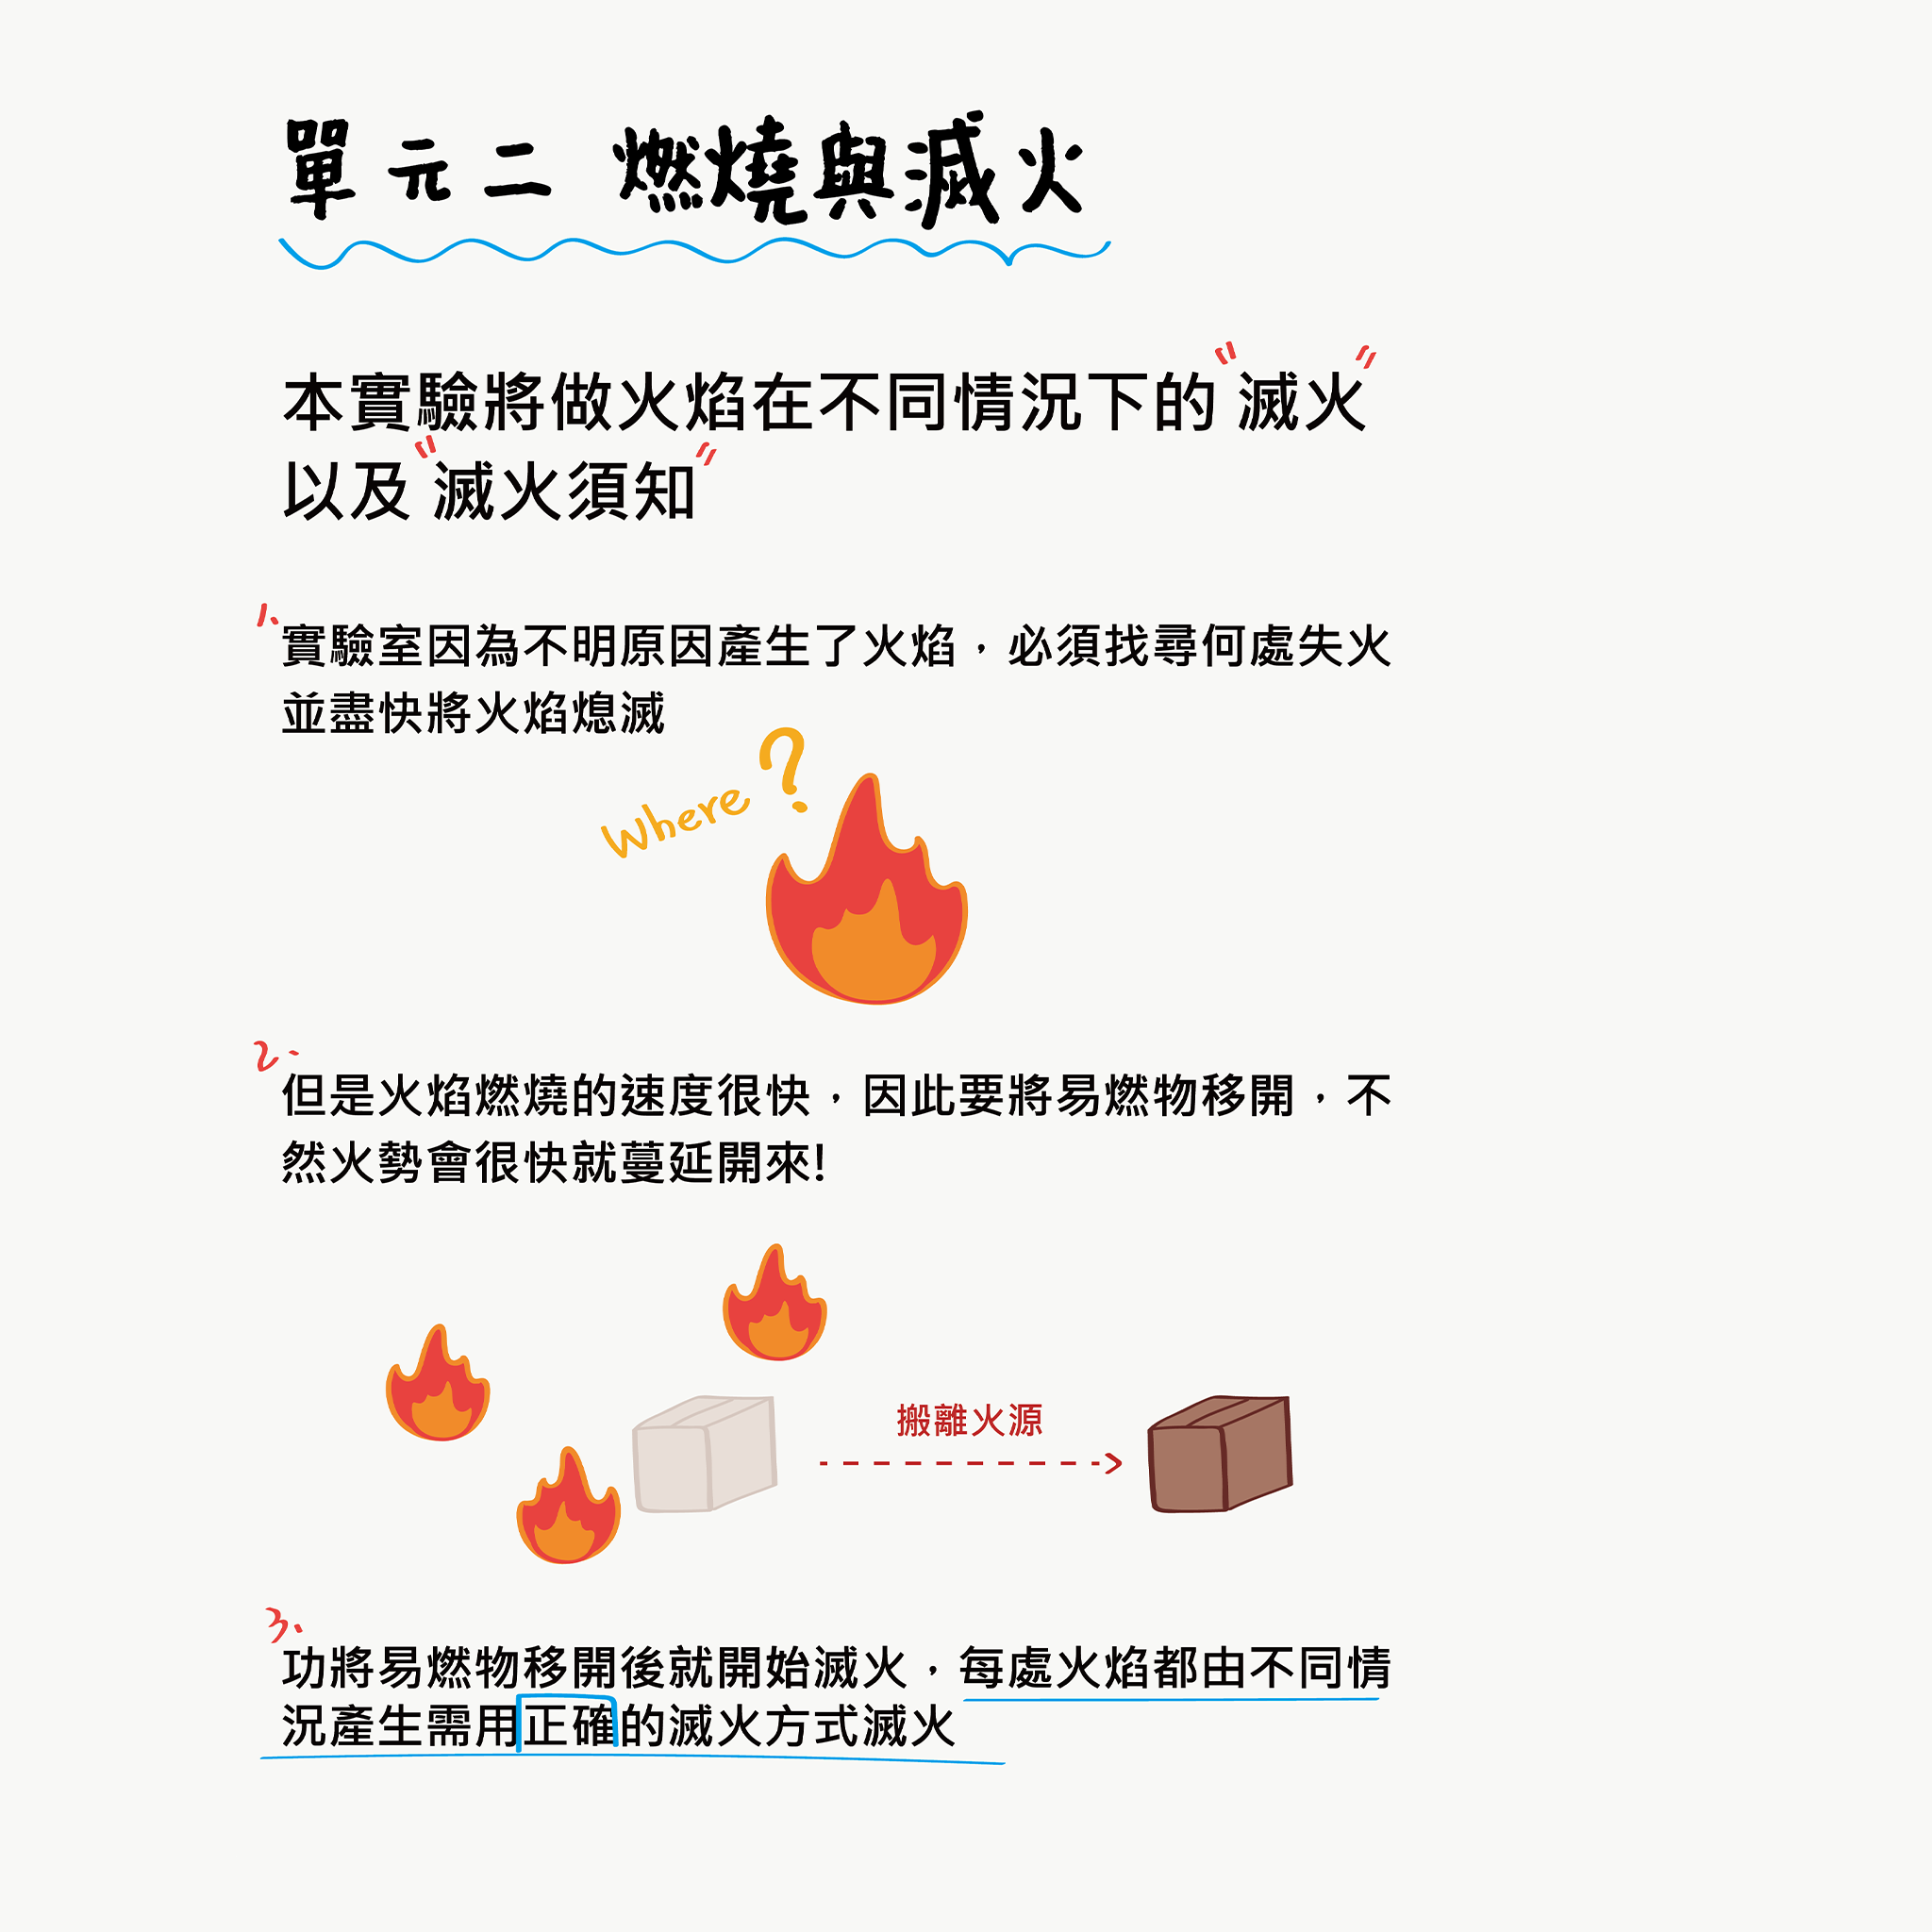 單元二 燃燒與滅火
本實驗將做火焰在不同情況下的"滅火"
以及"滅火須知"
1.實驗室因為不明原因產生了火焰，必須找尋何處失火
並盡快將火焰熄滅
Where?
2.但是火焰燃燒的速度很快，因此要將易燃物移開，不
然火勢會很快就蔓延開來!
搬離火源
3.功將易燃物移開後就開始滅火，每處火焰都由不同情
況產生需用正確的滅火方式滅火